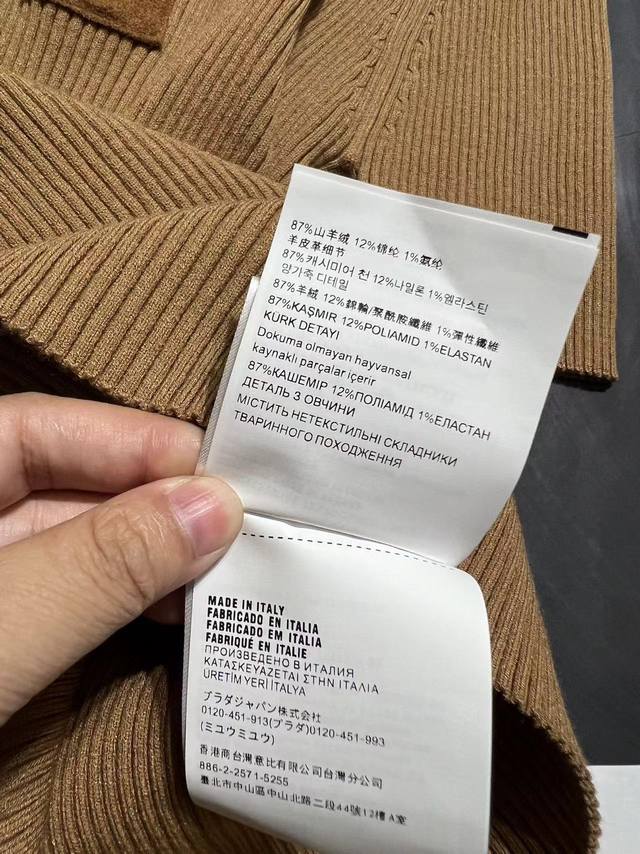 87%山羊绒 12%锦纶 1%氨纶
羊皮革细节
87%캐시미어 천 12%나일론 1%엘라스틴
양가죽 디테일
87%羊絨 12%錦輪/聚酰胺纖維 1%彈性纖維
87%KAŞMIR 12%POLIAMID 1%ELASTAN
KÜRK DETAYI
Dokuma olmayan hayvansal
kaynaklı parçalar içerir
87%КАШЕМІР 12%ПОЛІАМІД 1%ЕЛАСТАН
ДЕТАЛЬ З ОВЧИНИ
МІСТИТЬ НЕТЕКСТИЛЬНІ СКЛАДНИКИ
ТВАРИННОГО ПОХОДЖЕННЯ
MADE IN ITALY
FABRICADO EN ITALIA
FABRICADO EM ITALIA
FABRIQUÉ EN ITALIE
ПРОИЗВЕДЕНО В ИТАЛИЯ
ΚΑΤΑΣΚΕΥΑΖΕΤΑΙ ΣΤΗΝ ΙΤΑΛΙΑ
ÜRETİM YERİ İTALYA
プラダジャパン株式会社
0120-451-913(プラダ)0120-451-993
(ミュウミュウ)
香港商台灣意比有限公司台灣分公司
886-2-2571-5255
臺北市中山區中山北路二段44號12樓A室